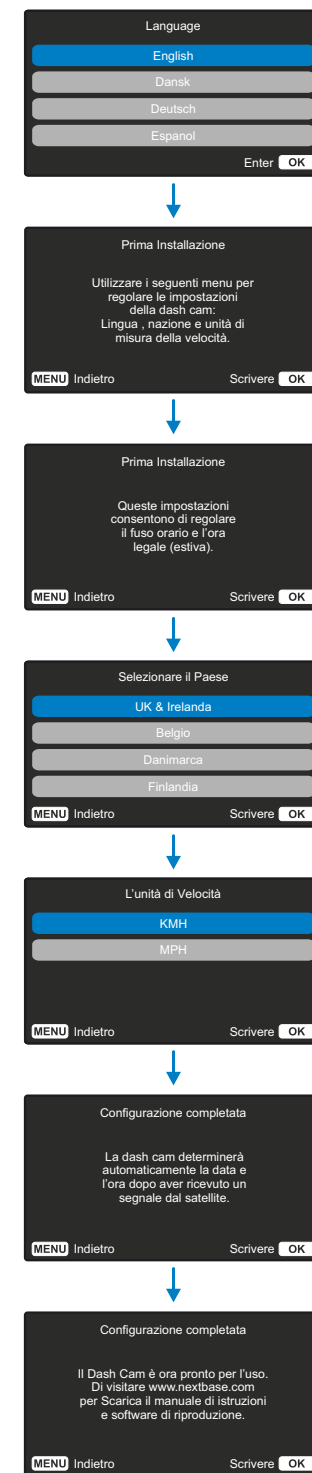 Language
English
Dansk
Deutsch
Espanol
Enter OK
Prima Installazione
Utilizzare i seguenti menu per
regolare le impostazioni
della dash cam:
Lingua , nazione e unità di
misura della velocità.
MENU Indietro Scrivere OK
Prima Installazione
Queste impostazioni
consentono di regolare
il fuso orario e l'ora
legale (estiva).
MENU Indietro Scrivere OK
Selezionare il Paese
UK & Irelanda
Belgio
Danimarca
Finlandia
MENU Indietro Scrivere OK
L'unità di Velocità
KMH
MPH
MENU Indietro Scrivere OK
Configurazione completata
La dash cam determinerà
automaticamente la data e
l'ora dopo aver ricevuto un
segnale dal satellite.
MENU Indietro Scrivere OK
Configurazione completata
Il Dash Cam è ora pronto per l'uso.
Di visitare www.nextbase.com
per Scarica il manuale di istruzioni
e software di riproduzione.
MENU Indietro Scrivere OK